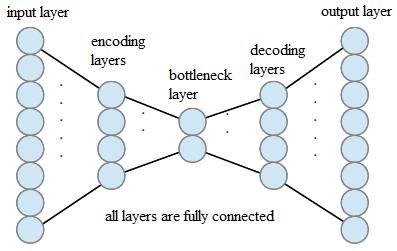 input layer
output layer
encoding
layers
decoding
layers
bottleneck
layer
all layers are fully connected